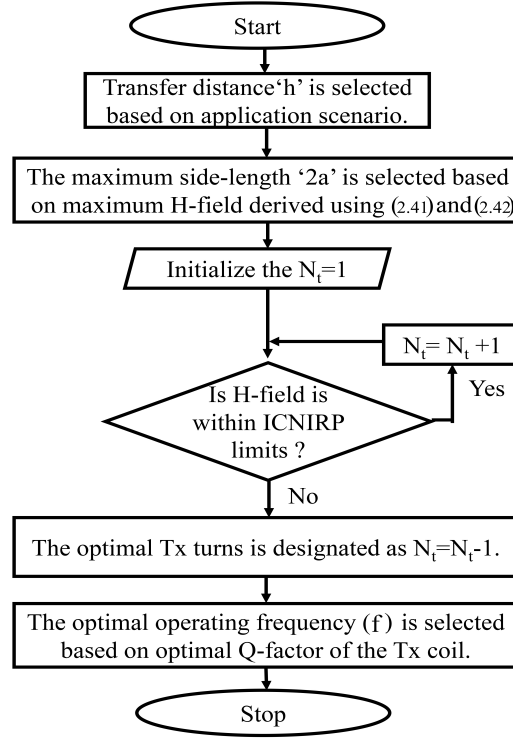 Start
Transfer distance‘h’ is selected
based on application scenario.
The maximum side-length ‘2a’ is selected based
on maximum H-field derived using (2.41) and (2.42)
Initialize the Nₜ=1
Nₜ= Nₜ +1
Is H-field is
within ICNIRP
limits ?
Yes
No
The optimal Tx turns is designated as Nₜ=Nₜ-1.
The optimal operating frequency (f) is selected
based on optimal Q-factor of the Tx coil.
Stop